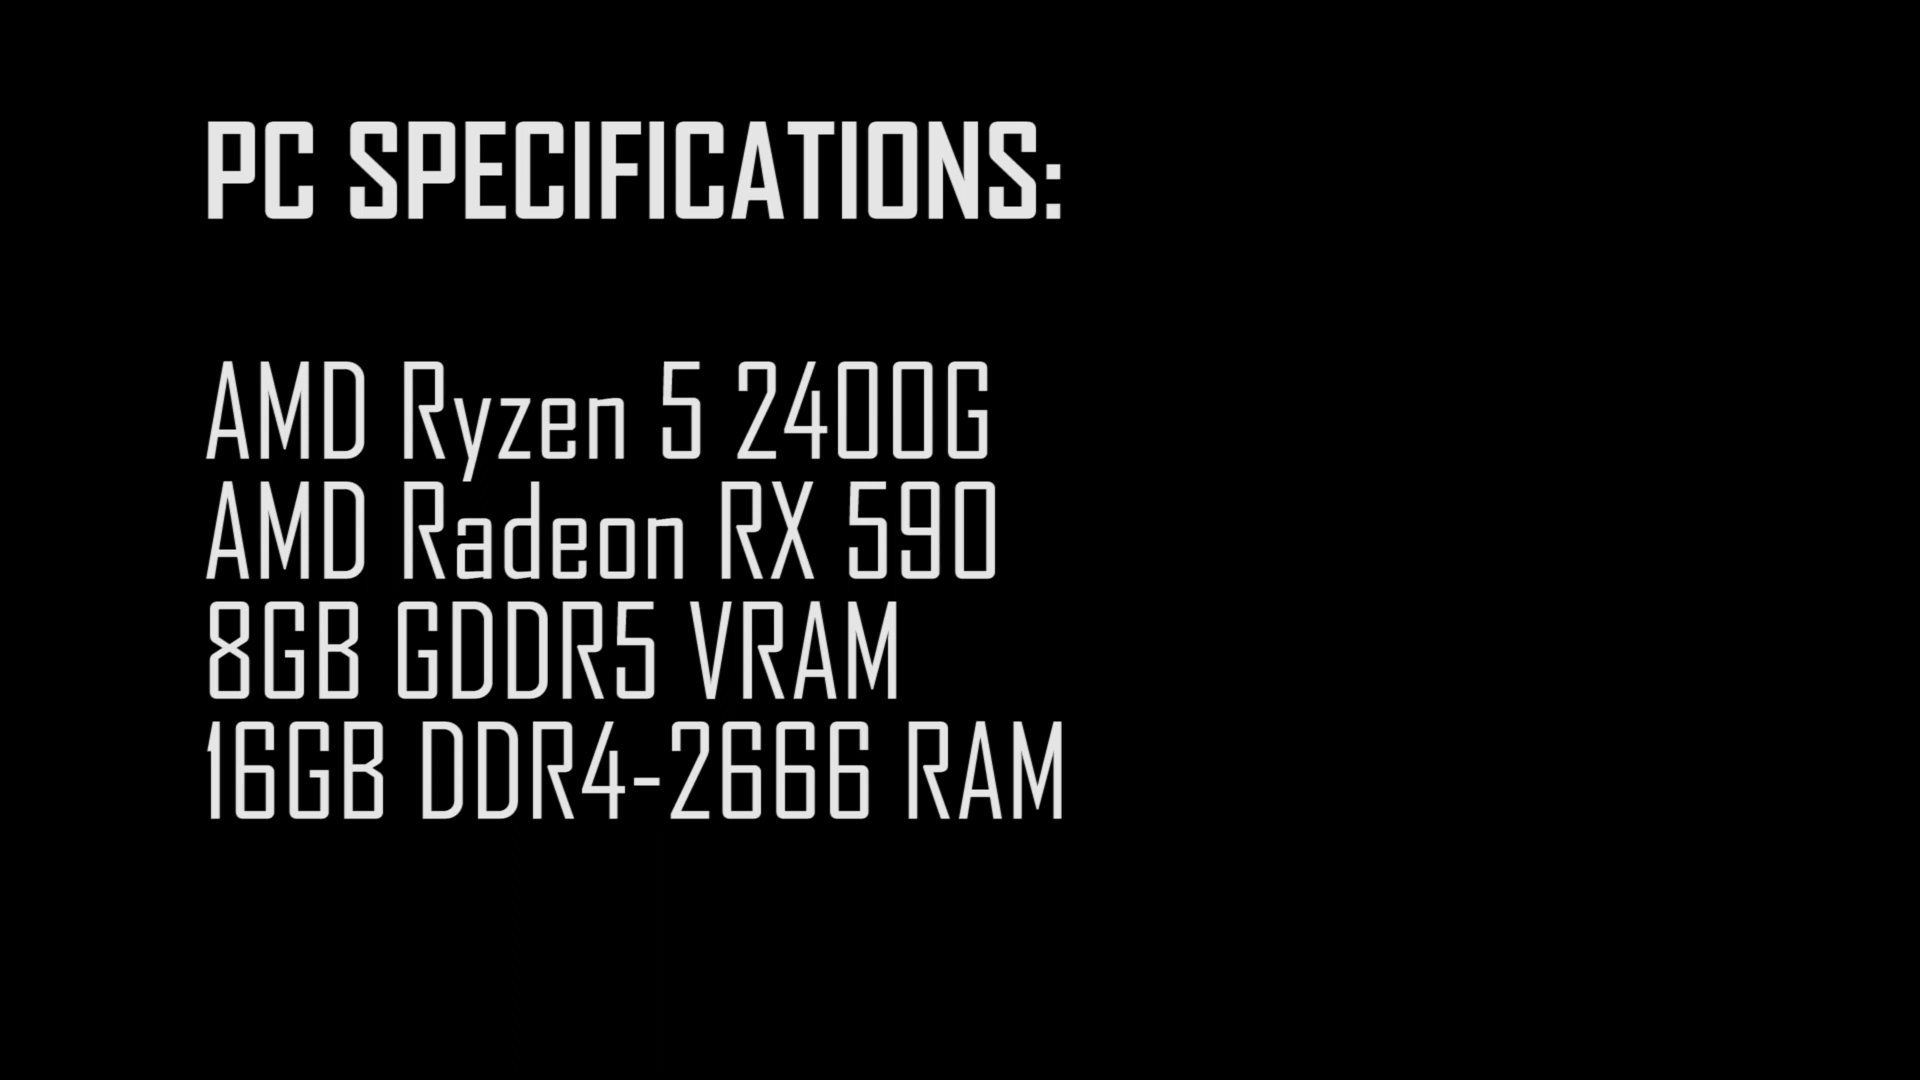 PC SPECIFICATIONS:
AMD Ryzen 5 2400G
AMD Radeon RX 590
8GB GDDR5 VRAM
16GB DDR4-2666 RAM